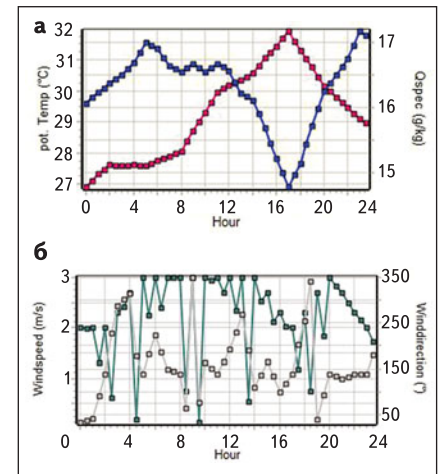 а
32
31
30
29
28
27
pot. Temp (°C)
17
16
15
Qspec (g/kg)
0 4 8 12 16 20 24
Hour
б
3
2
1
Windspeed (m/s)
350
250
150
50
Winddirection (°)
0 4 8 12 16 20 24
Hour